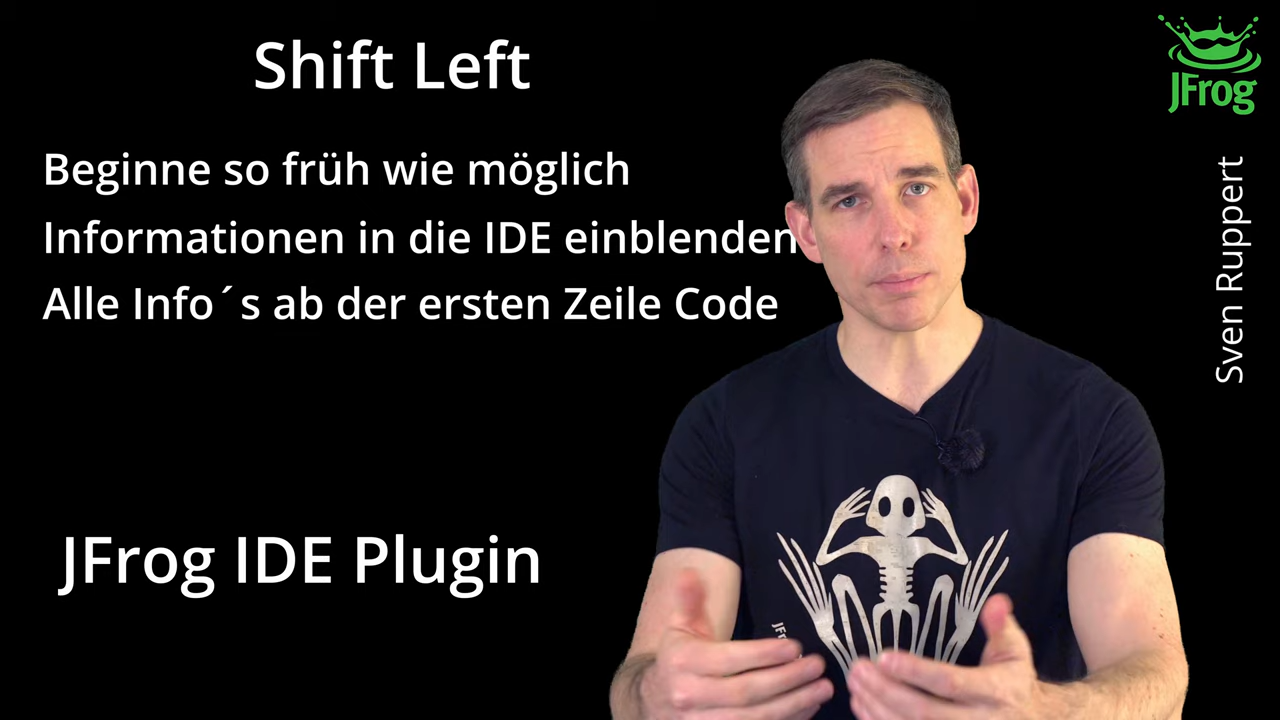 Shift Left
Beginne so früh wie möglich
Informationen in die IDE einblenden
Alle Info´s ab der ersten Zeile Code
JFrog IDE Plugin
JFrog
Sven Ruppert